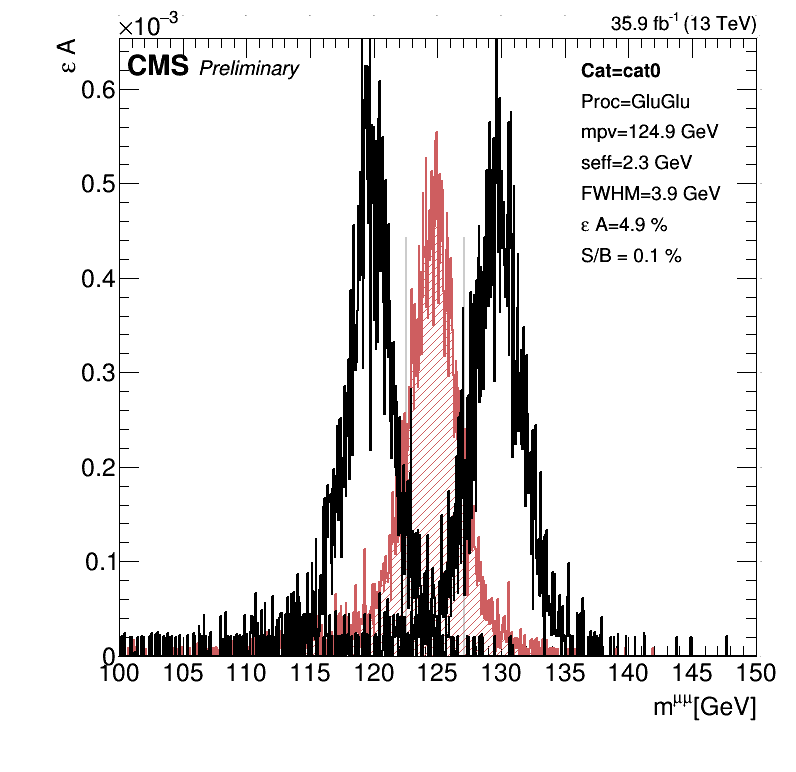 ×10⁻³
35.9 fb⁻¹ (13 TeV)
ε A
CMS Preliminary
Cat=cat0
Proc=GluGlu
mpv=124.9 GeV
seff=2.3 GeV
FWHM=3.9 GeV
ε A=4.9 %
S/B = 0.1 %
0.6
0.5
0.4
0.3
0.2
0.1
0
100 105 110 115 120 125 130 135 140 145 150
m^μμ[GeV]